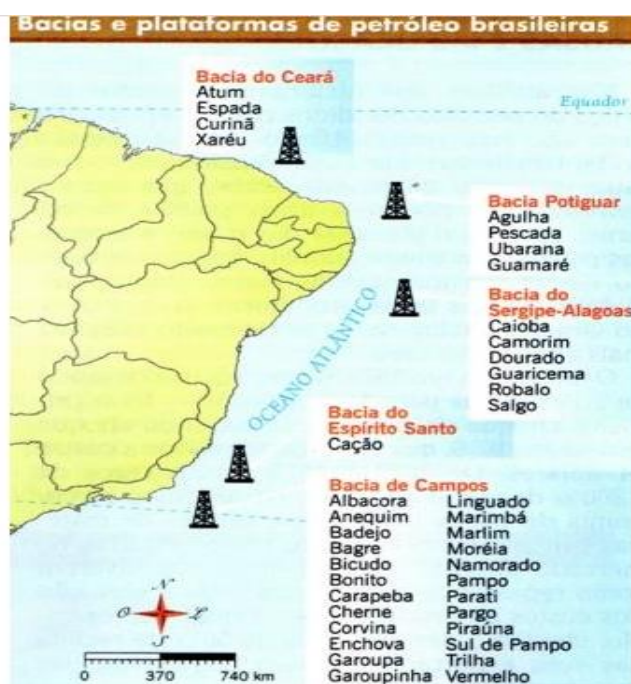 Bacias e plataformas de petróleo brasileiras
Bacia do Ceará
Atum
Espada
Curinã
Xaréu
Equador
Bacia Potiguar
Agulha
Pescada
Ubarana
Guamaré
Bacia do
Sergipe-Alagoas
Caioba
Camorim
Dourado
Guaricema
Robalo
Salgo
OCEANO ATLÂNTICO
Bacia do
Espírito Santo
Cação
Bacia de Campos
Albacora
Anequim
Badejo
Bagre
Bicudo
Bonito
Carapeba
Cherne
Corvina
Enchova
Garoupa
Garoupinha
Linguado
Marimbá
Marlim
Moréia
Namorado
Pampo
Parati
Pargo
Piraúna
Sul de Pampo
Trilha
Vermelho
N
O
L
S
0 370 740 km